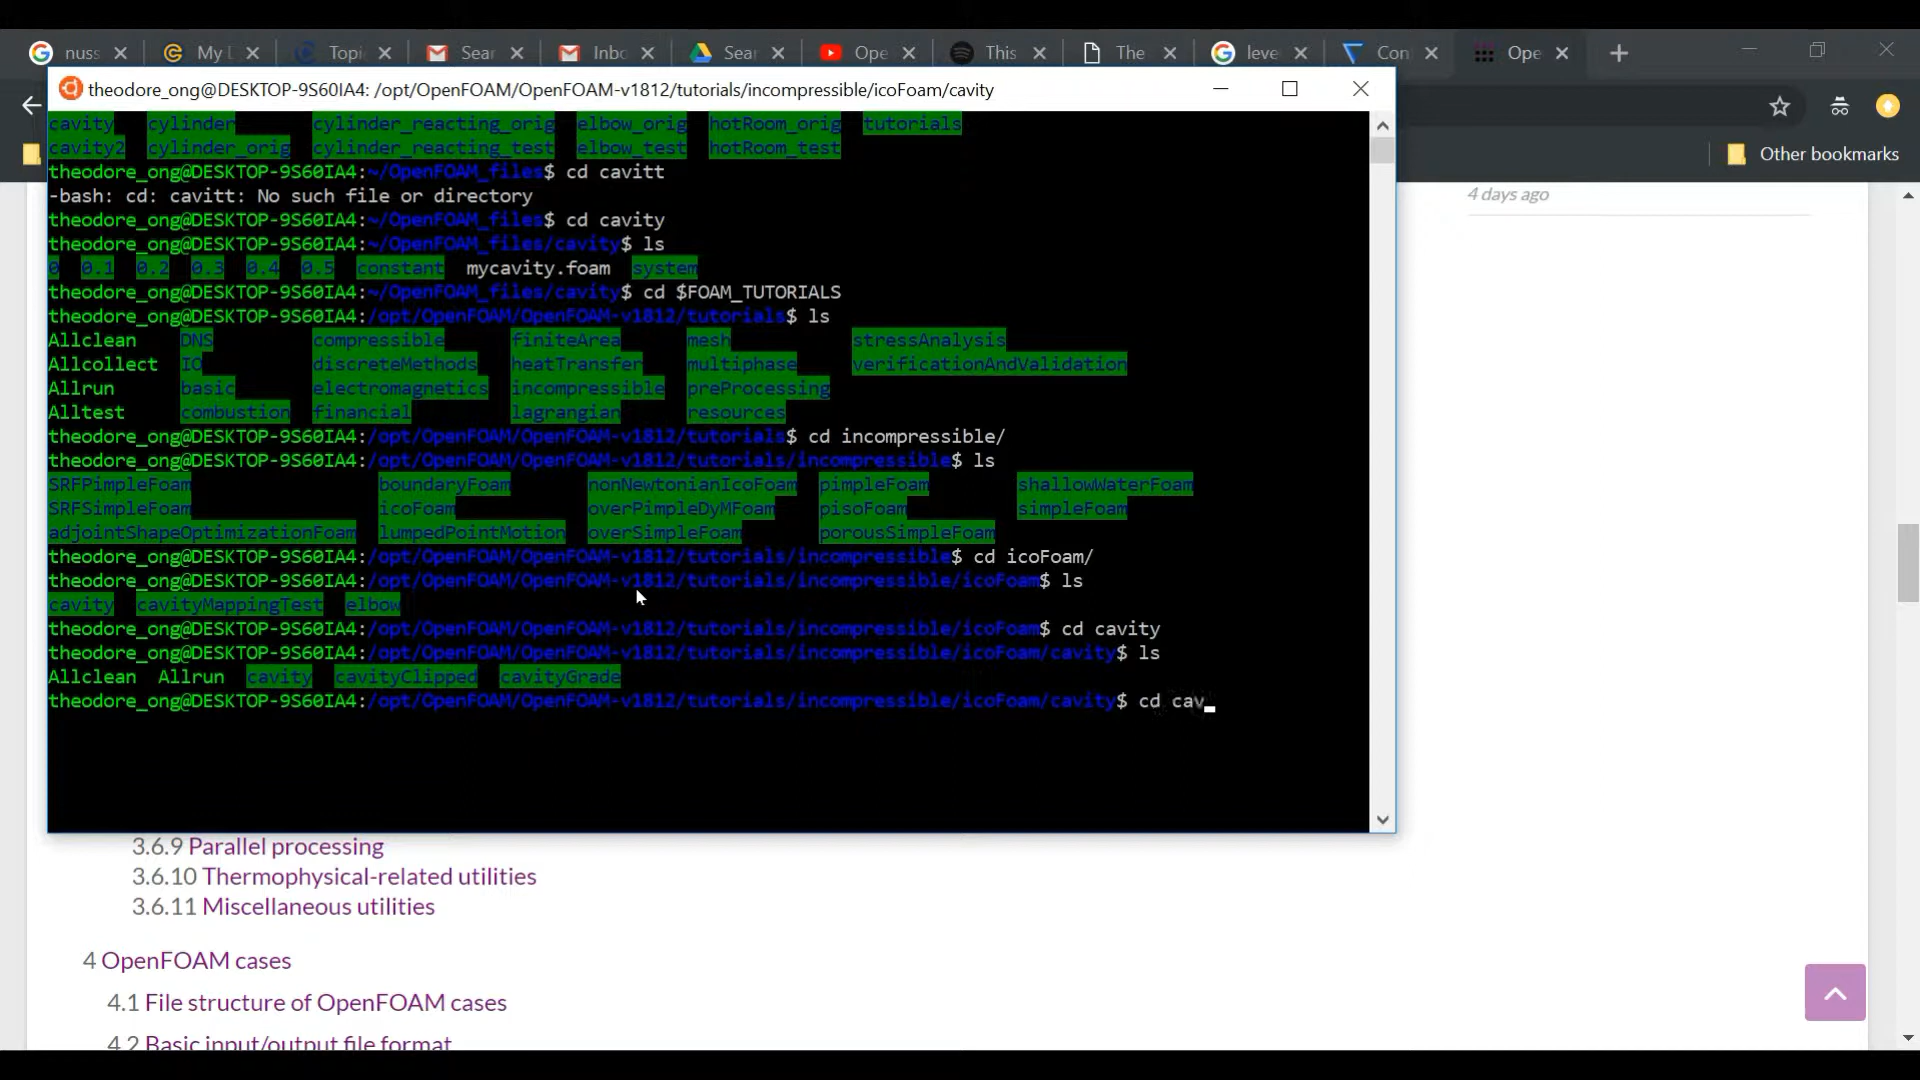 nuss My Topi Sear Inbo Sear Ope This The leve Con Ope
theodore_ong@DESKTOP-9S60IA4: /opt/OpenFOAM/OpenFOAM-v1812/tutorials/incompressible/icoFoam/cavity
Other bookmarks
4 days ago
cavity cylinder cylinder_reacting_orig elbow_orig hotRoom_orig tutorials
cavity2 cylinder_orig cylinder_reacting_test elbow_test hotRoom_test
theodore_ong@DESKTOP-9S60IA4:~/OpenFOAM_files$ cd cavitt
-bash: cd: cavitt: No such file or directory
theodore_ong@DESKTOP-9S60IA4:~/OpenFOAM_files$ cd cavity
theodore_ong@DESKTOP-9S60IA4:~/OpenFOAM_files/cavity$ ls
0 0.1 0.2 0.3 0.4 0.5 constant mycavity.foam system
theodore_ong@DESKTOP-9S60IA4:~/OpenFOAM_files/cavity$ cd $FOAM_TUTORIALS
theodore_ong@DESKTOP-9S60IA4:/opt/OpenFOAM/OpenFOAM-v1812/tutorials$ ls
Allclean DNS compressible finiteArea mesh stressAnalysis
Allcollect IO discreteMethods heatTransfer multiphase verificationAndValidation
Allrun basic electromagnetics incompressible preProcessing
Alltest combustion financial lagrangian resources
theodore_ong@DESKTOP-9S60IA4:/opt/OpenFOAM/OpenFOAM-v1812/tutorials$ cd incompressible/
theodore_ong@DESKTOP-9S60IA4:/opt/OpenFOAM/OpenFOAM-v1812/tutorials/incompressible$ ls
SRFPimpleFoam boundaryFoam nonNewtonianIcoFoam pimpleFoam shallowWaterFoam
SRFSimpleFoam icoFoam overPimpleDyMFoam pisoFoam simpleFoam
adjointShapeOptimizationFoam lumpedPointMotion overSimpleFoam porousSimpleFoam
theodore_ong@DESKTOP-9S60IA4:/opt/OpenFOAM/OpenFOAM-v1812/tutorials/incompressible$ cd icoFoam/
theodore_ong@DESKTOP-9S60IA4:/opt/OpenFOAM/OpenFOAM-v1812/tutorials/incompressible/icoFoam$ ls
cavity cavityMappingTest elbow
theodore_ong@DESKTOP-9S60IA4:/opt/OpenFOAM/OpenFOAM-v1812/tutorials/incompressible/icoFoam$ cd cavity
theodore_ong@DESKTOP-9S60IA4:/opt/OpenFOAM/OpenFOAM-v1812/tutorials/incompressible/icoFoam/cavity$ ls
Allclean Allrun cavity cavityClipped cavityGrade
theodore_ong@DESKTOP-9S60IA4:/opt/OpenFOAM/OpenFOAM-v1812/tutorials/incompressible/icoFoam/cavity$ cd cav
3.6.9 Parallel processing
3.6.10 Thermophysical-related utilities
3.6.11 Miscellaneous utilities
4 OpenFOAM cases
4.1 File structure of OpenFOAM cases
4.2 Basic input/output file format